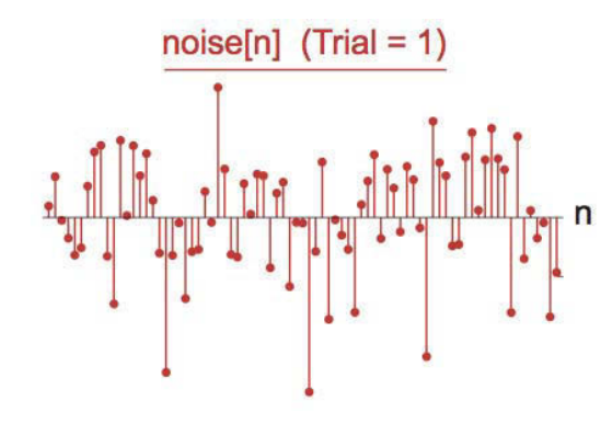 noise[n] (Trial = 1)
n